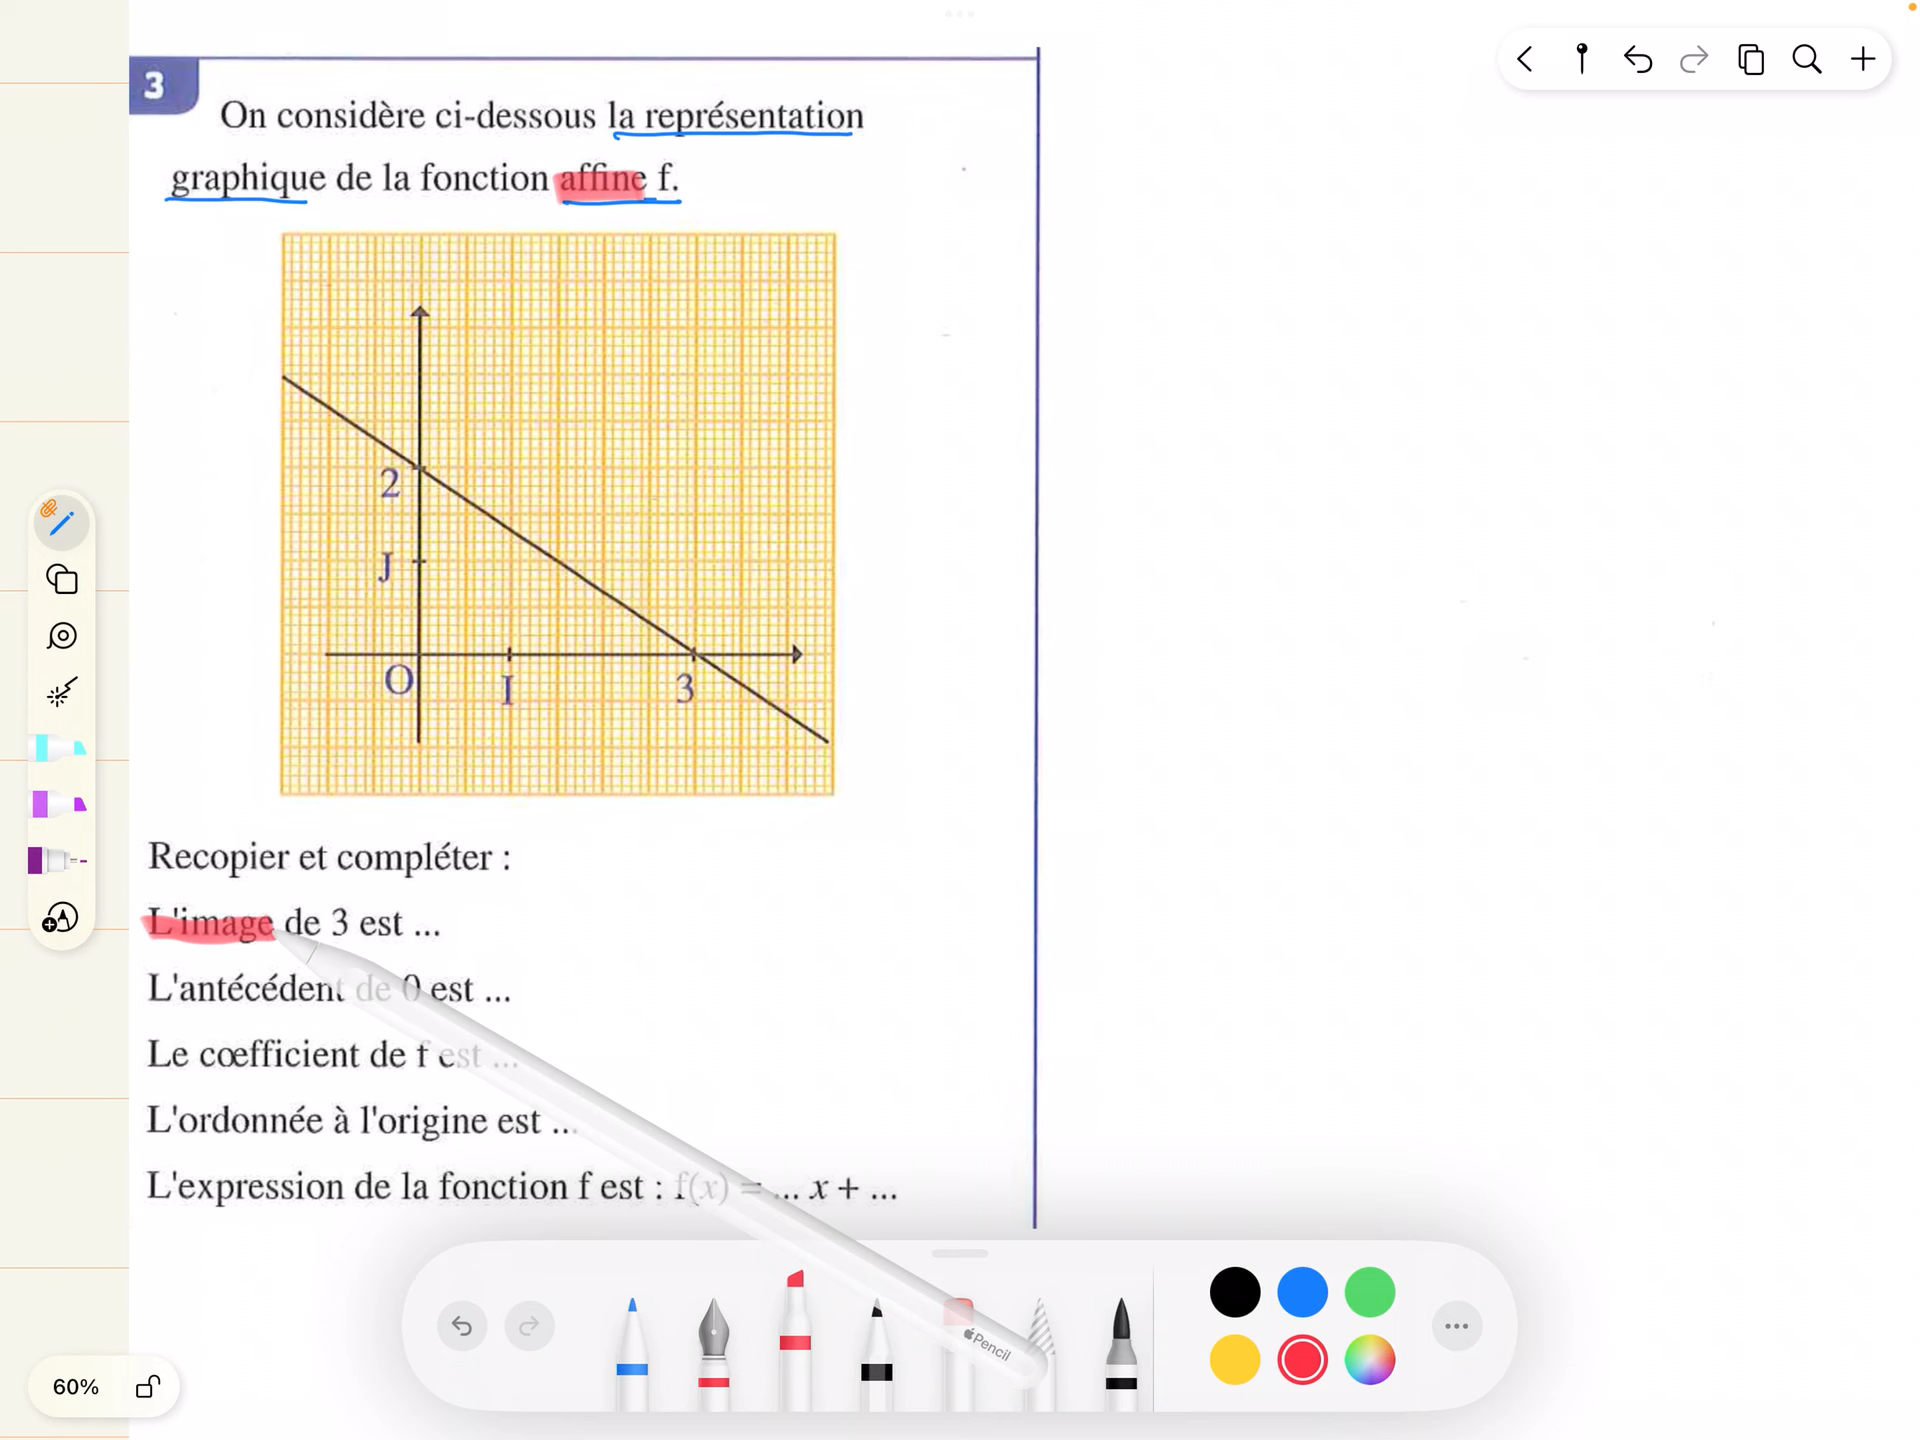 3
On considère ci-dessous la représentation
graphique de la fonction affine f.
2
J
O
I
3
Recopier et compléter :
L'image de 3 est ...
L'antécédent de 0 est ...
Le cœfficient de f est ...
L'ordonnée à l'origine est ...
L'expression de la fonction f est : f(x) = ... x + ...
Pencil
60%